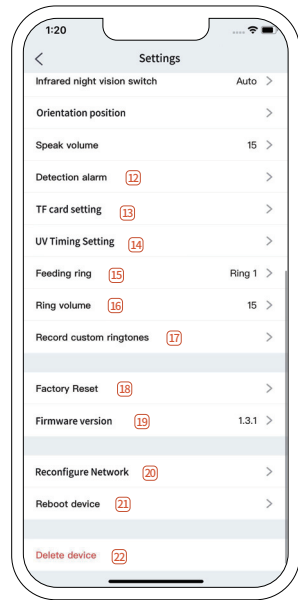 1:20
Settings
Infrared night vision switch Auto
Orientation position
Speak volume 15
Detection alarm 12
TF card setting 13
UV Timing Setting 14
Feeding ring 15 Ring 1
Ring volume 16 15
Record custom ringtones 17
Factory Reset 18
Firmware version 19 1.3.1
Reconfigure Network 20
Reboot device 21
Delete device 22